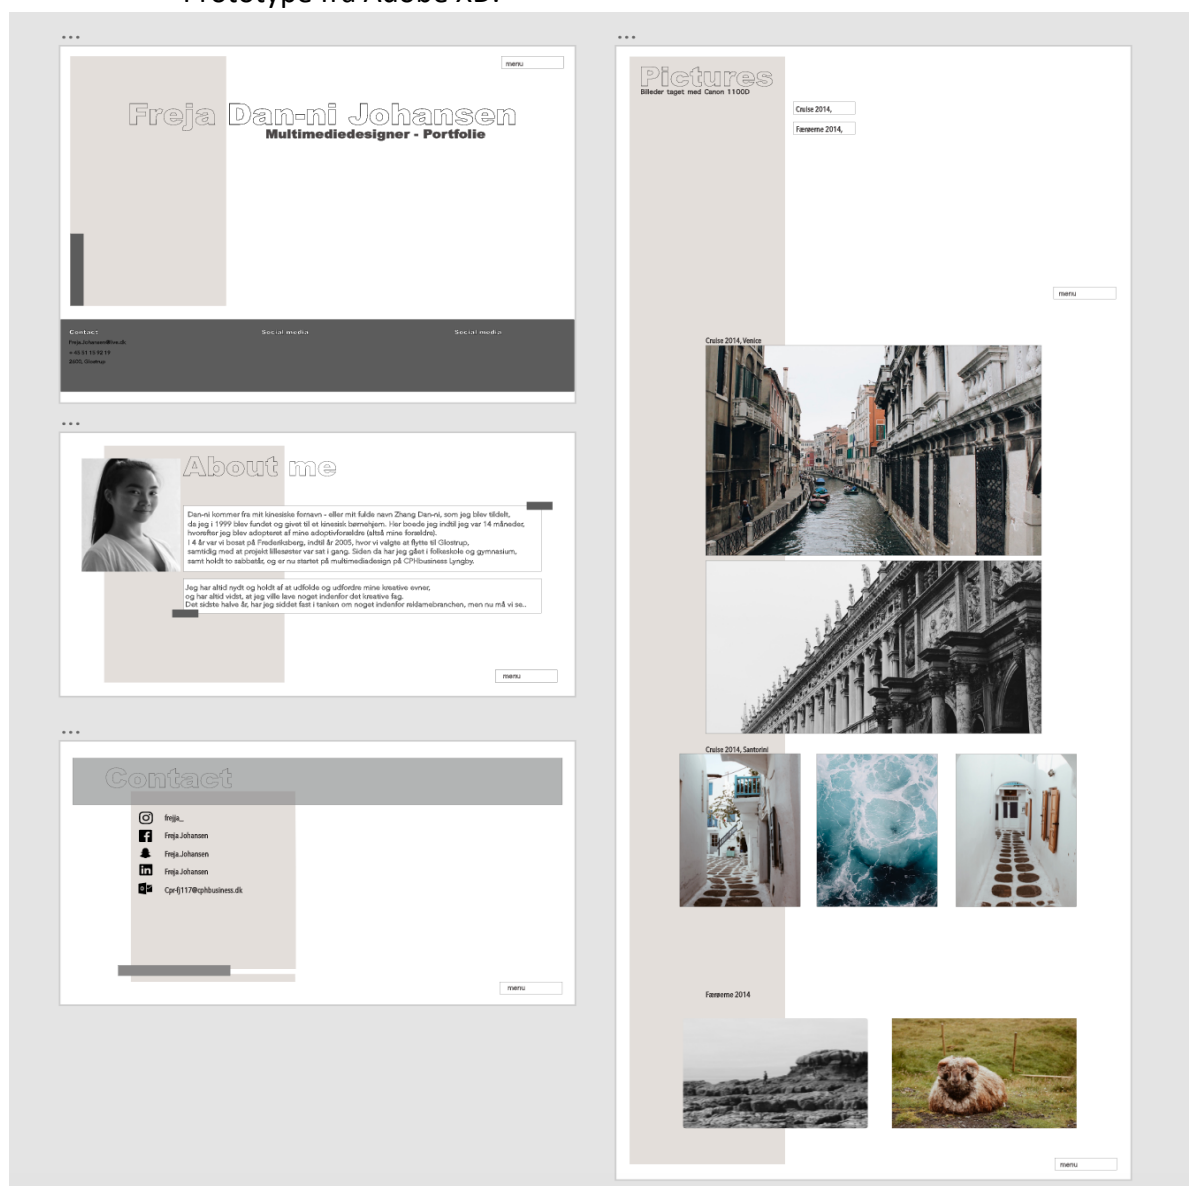 Prototype fra Adobe XD:
menu
Freja Dan-ni Johansen
Multimediedesigner - Portfolie
Contact
Social media
Social media
Freja.Johansen@live.dk
2600, Glostrup
About me
Dan-ni kommer fra mit kinesiske fornavn - eller mit fulde navn Zhang Dan-ni, som jeg blev tildelt,
da jeg i 1999 blev fundet og givet til et kinesisk børnehjem. Her boede jeg indtil jeg var 14 måneder,
hvorefter jeg blev adopteret af mine adoptivforældre (altså mine forældre).
I 4 år var vi bosat på Frederiksberg, indtil år 2005, hvor vi valgte at flytte til Glostrup,
samtidig med at projekt lillesøster var sat i gang. Siden da har jeg gået i folkeskole og gymnasium,
samt holdt to sabbatår, og er nu startet på multimediadesign på CPHbusiness Lyngby.
Jeg har altid nydt og holdt af at udfolde og udfordre mine kreative evner,
og har altid vidst, at jeg ville lave noget indenfor det kreative fag.
Det sidste halve år, har jeg siddet fast i tanken om noget indenfor reklamebranchen, men nu må vi se..
menu
Contact
frejja_
Freja Johansen
Freja.Johansen
Freja Johansen
Cpr-fj117@cphbusiness.dk
menu
Pictures
Billeder taget med Canon 1100D
Cruise 2014,
Færøerne 2014,
menu
Cruise 2014, Venice
Cruise 2014, Santorini
Færøerne 2014
menu